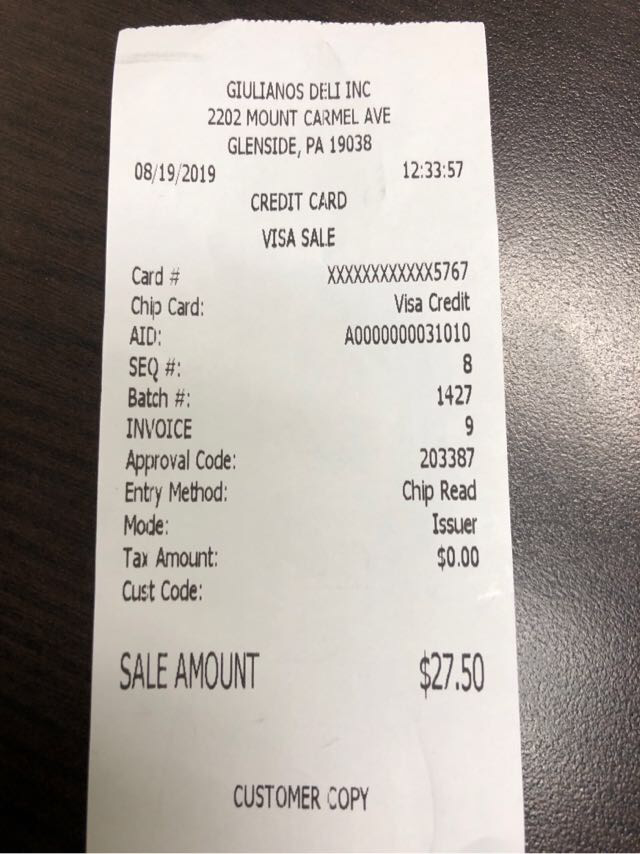 GIULIANOS DELI INC
2202 MOUNT CARMEL AVE
GLENSIDE, PA 19038
08/19/2019 12:33:57
CREDIT CARD
VISA SALE
Card # XXXXXXXXXXXX5767
Chip Card: Visa Credit
AID: A0000000031010
SEQ #: 8
Batch #: 1427
INVOICE 9
Approval Code: 203387
Entry Method: Chip Read
Mode: Issuer
Tax Amount: $0.00
Cust Code:
SALE AMOUNT $27.50
CUSTOMER COPY